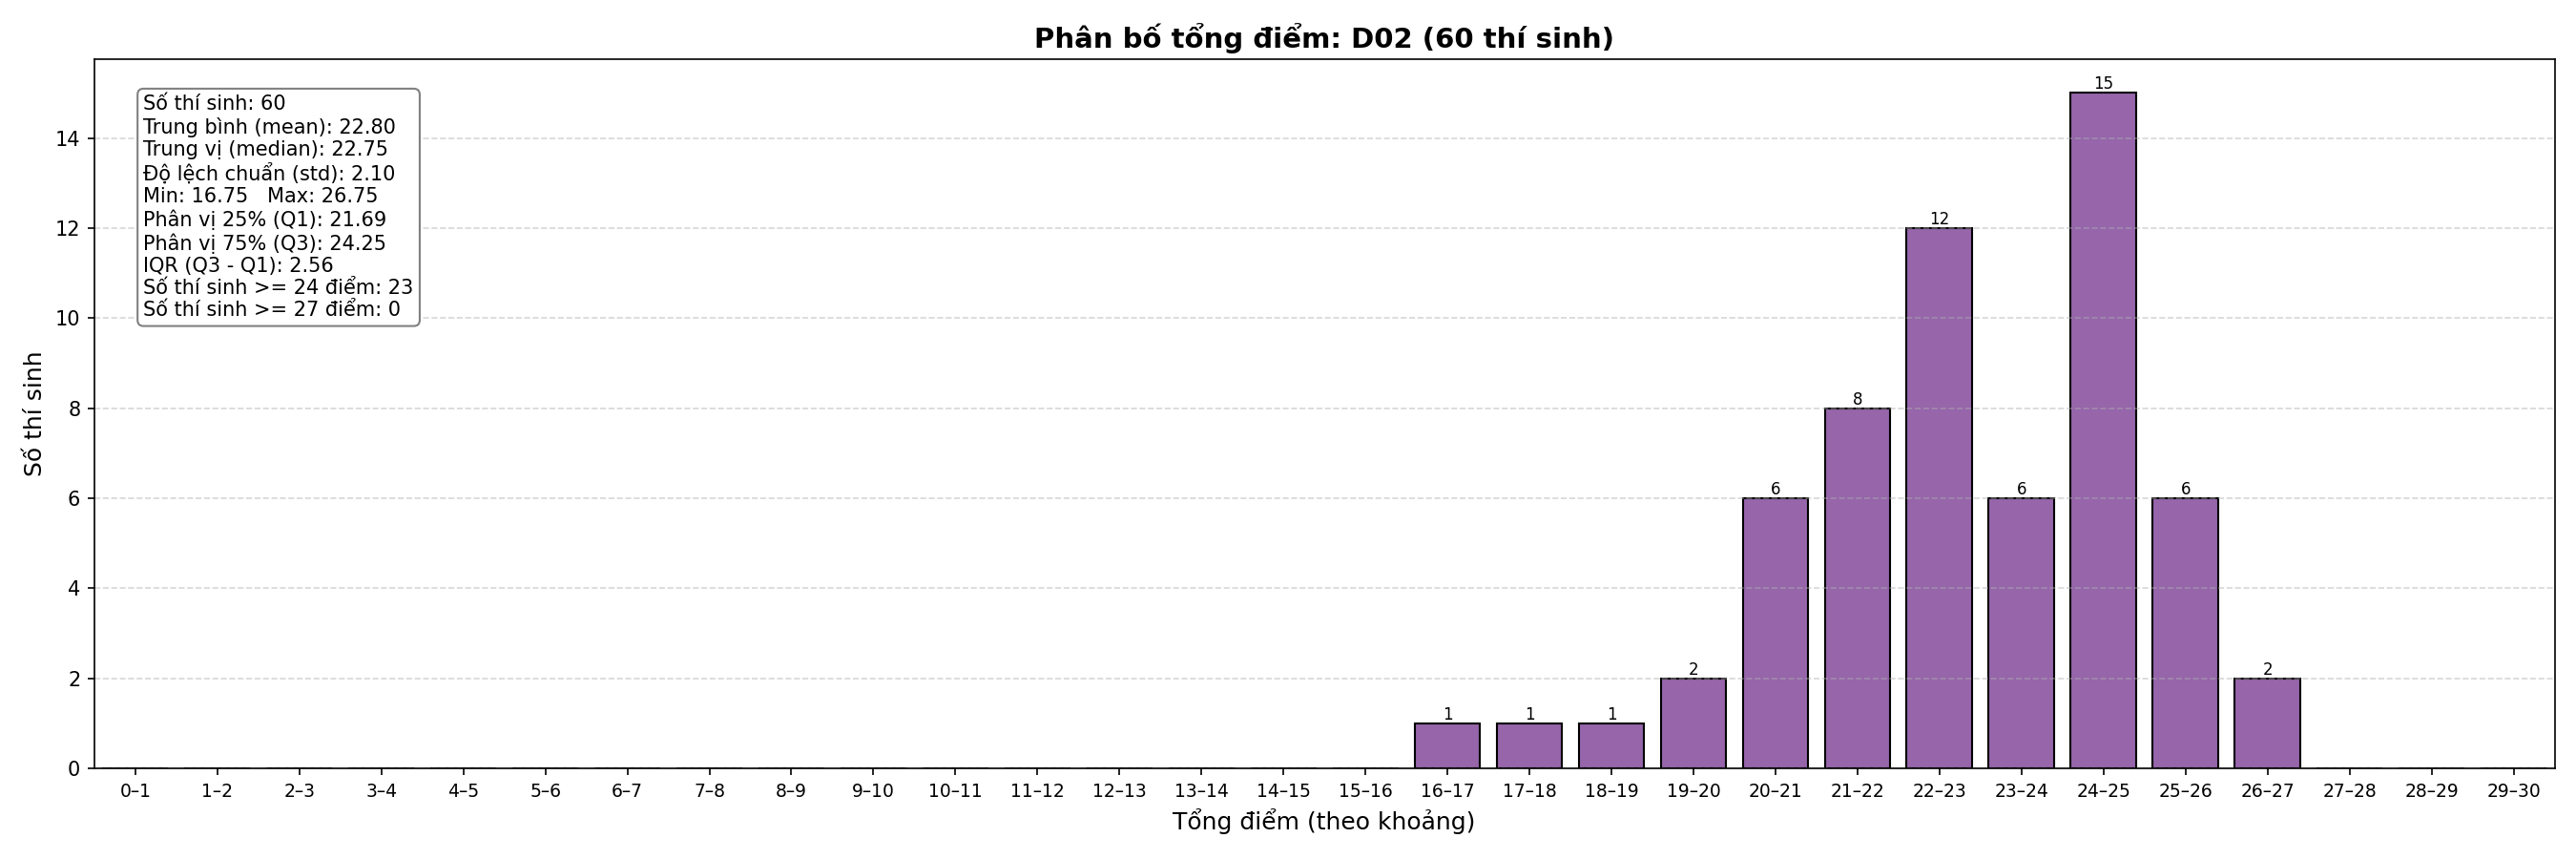 Phân bố tổng điểm: D02 (60 thí sinh)
Số thí sinh: 60
Trung bình (mean): 22.80
Trung vị (median): 22.75
Độ lệch chuẩn (std): 2.10
Min: 16.75   Max: 26.75
Phân vị 25% (Q1): 21.69
Phân vị 75% (Q3): 24.25
IQR (Q3 - Q1): 2.56
Số thí sinh >= 24 điểm: 23
Số thí sinh >= 27 điểm: 0
Số thí sinh
14
12
10
8
6
4
2
0
1
1
1
2
6
8
12
6
15
6
2
0–1 1–2 2–3 3–4 4–5 5–6 6–7 7–8 8–9 9–10 10–11 11–12 12–13 13–14 14–15 15–16 16–17 17–18 18–19 19–20 20–21 21–22 22–23 23–24 24–25 25–26 26–27 27–28 28–29 29–30
Tổng điểm (theo khoảng)